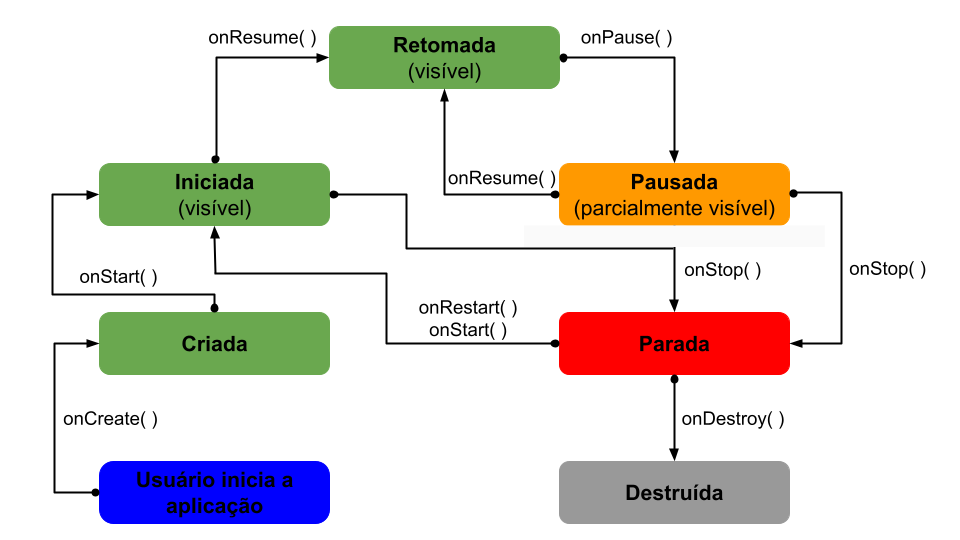 onResume( )
Retomada
(visível)
onPause( )
Iniciada
(visível)
onResume( )
Pausada
(parcialmente visível)
onStart( )
onStop( )
onStop( )
onRestart( )
onStart( )
Criada
Parada
onCreate( )
onDestroy( )
Usuário inicia a
aplicação
Destruída